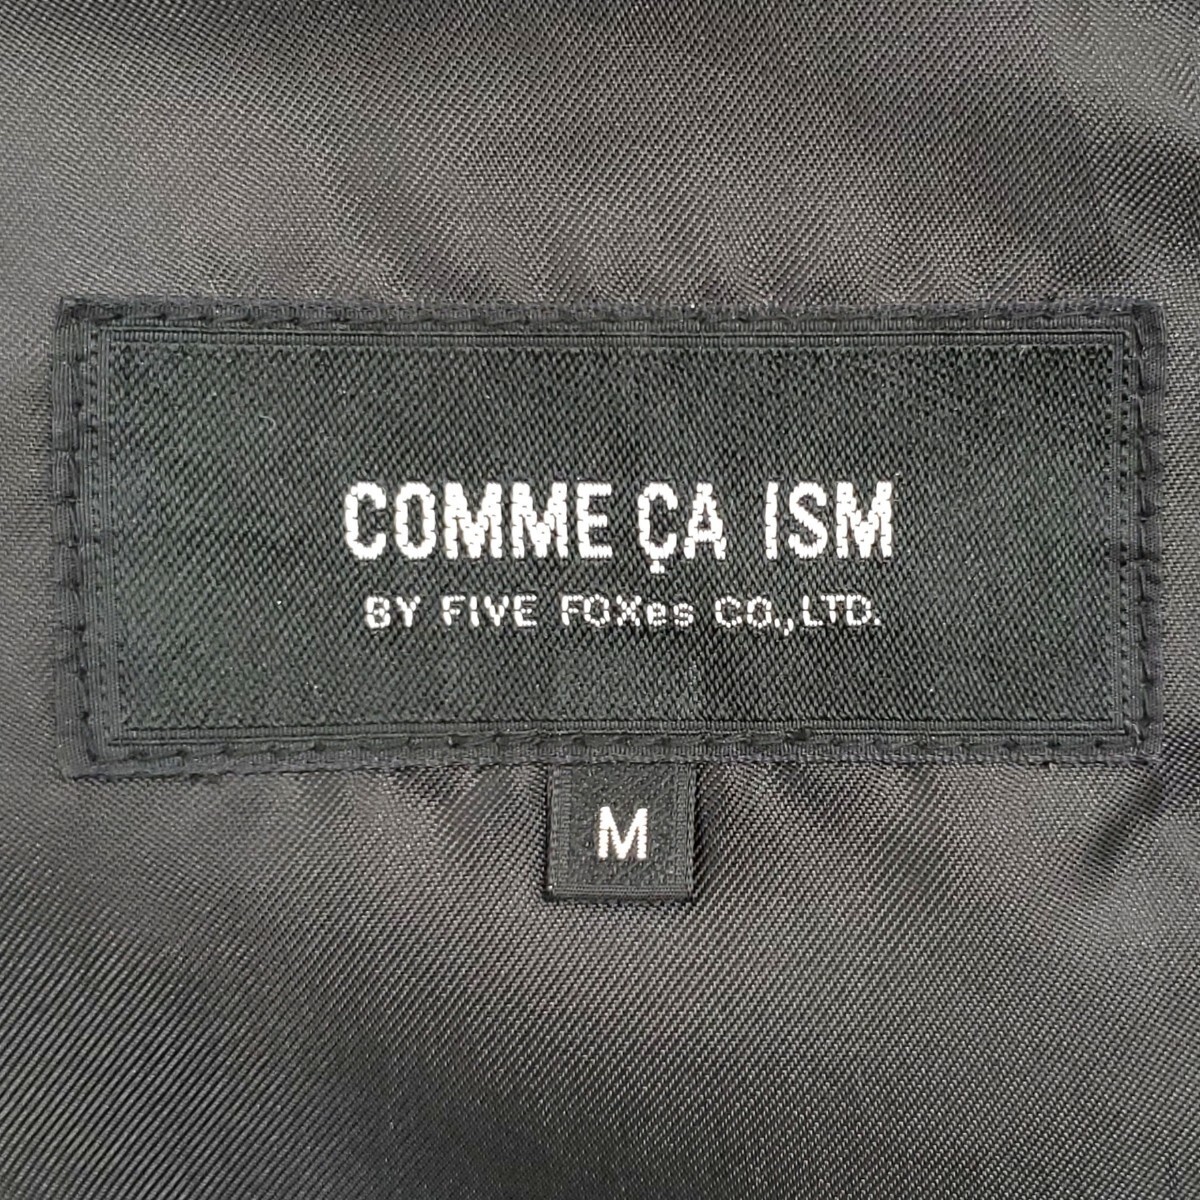 COMME ÇA ISM
BY FIVE FOXes CO.,LTD.
M